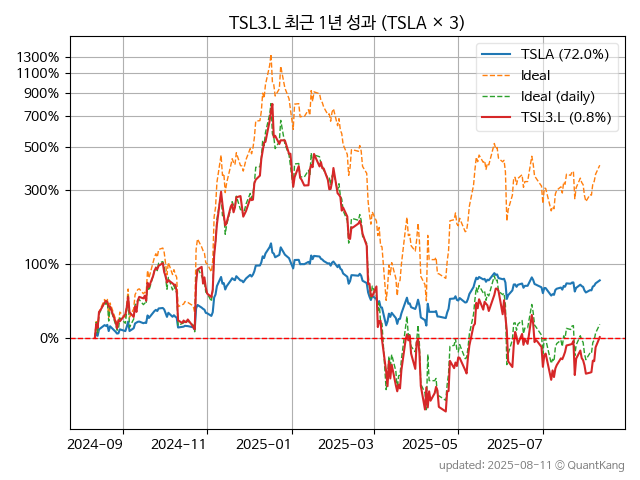 TSL3.L 최근 1년 성과 (TSLA × 3)
TSLA (72.0%)
Ideal
Ideal (daily)
TSL3.L (0.8%)
1300%
1100%
900%
700%
500%
300%
100%
0%
2024-09
2024-11
2025-01
2025-03
2025-05
2025-07
updated: 2025-08-11 © QuantKang